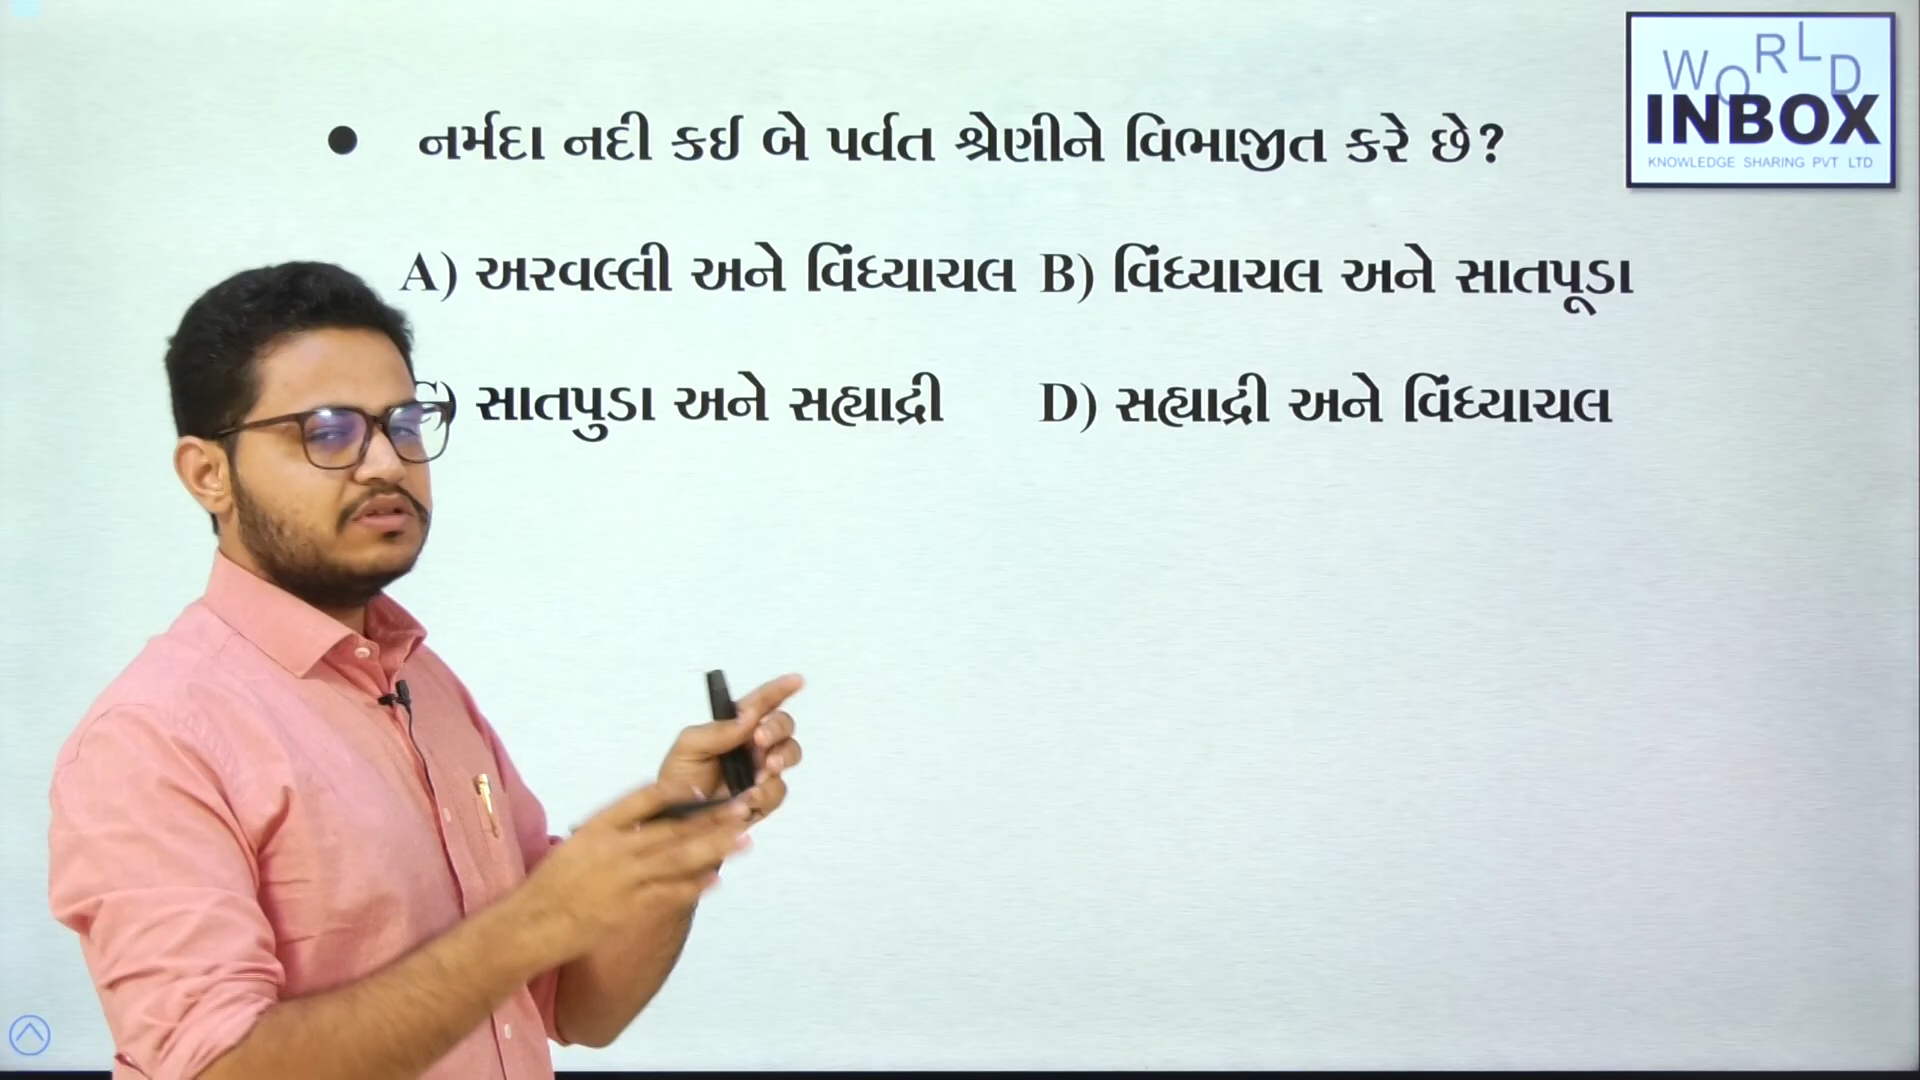 WORLD
INBOX
KNOWLEDGE SHARING PVT LTD
● નર્મદા નદી કઈ બે પર્વત શ્રેણીને વિભાજીત કરે છે?
A) અરવલ્લી અને વિંધ્યાચલ B) વિંધ્યાચલ અને સાતપૂડા
C) સાતપુડા અને સહ્યાદ્રી D) સહ્યાદ્રી અને વિંધ્યાચલ